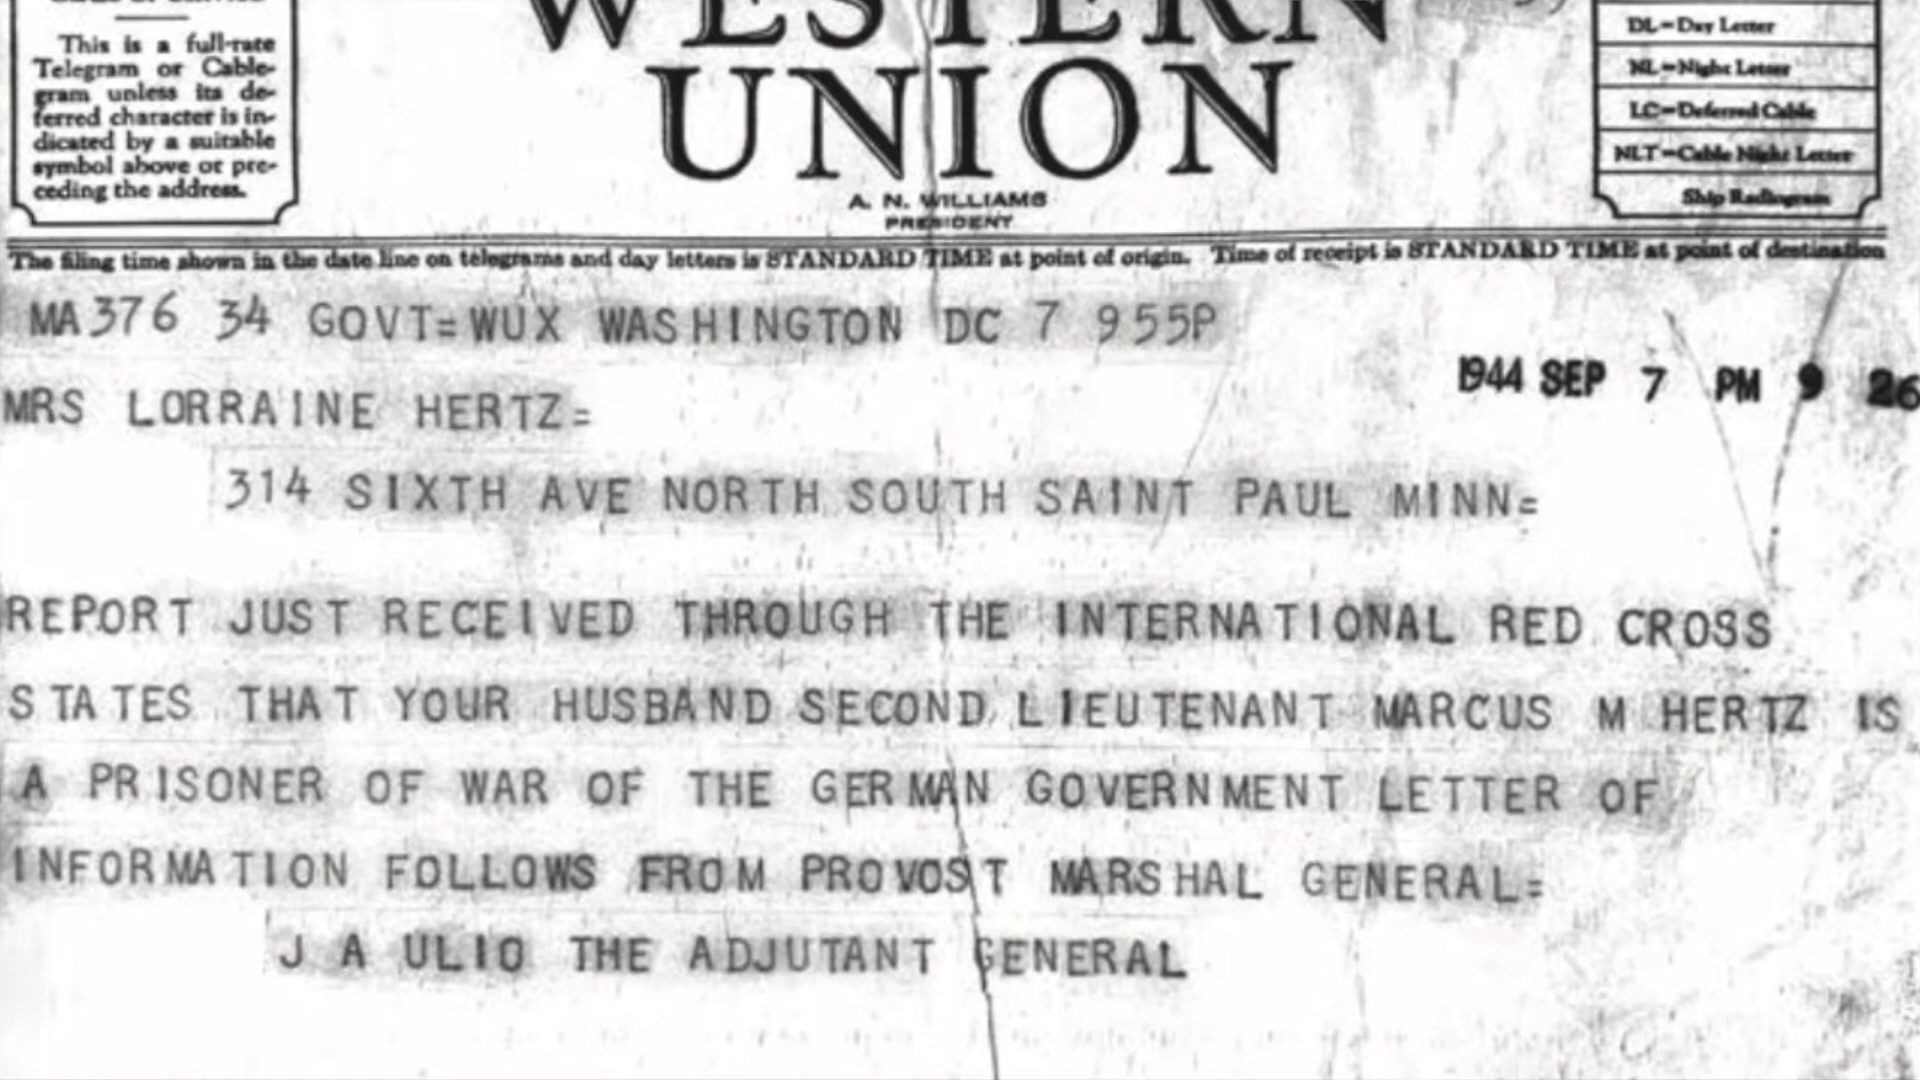 This is a full-rate
Telegram or Cable-
gram unless its de-
ferred character is in-
dicated by a suitable
symbol above or pre-
ceding the address.
WESTERN
UNION
A. N. WILLIAMS
PRESIDENT
DL=Day Letter
NL=Night Letter
LC=Deferred Cable
NLT=Cable Night Letter
Ship Radiogram
The filing time shown in the date line on telegrams and day letters is STANDARD TIME at point of origin. Time of receipt is STANDARD TIME at point of destination
MA376 34 GOVT=WUX WASHINGTON DC 7 955P
1944 SEP 7 PM 9 26
MRS LORRAINE HERTZ=
314 SIXTH AVE NORTH SOUTH SAINT PAUL MINN=
REPORT JUST RECEIVED THROUGH THE INTERNATIONAL RED CROSS
STATES THAT YOUR HUSBAND SECOND LIEUTENANT MARCUS M HERTZ IS
A PRISONER OF WAR OF THE GERMAN GOVERNMENT LETTER OF
INFORMATION FOLLOWS FROM PROVOST MARSHAL GENERAL=
J A ULIO THE ADJUTANT GENERAL